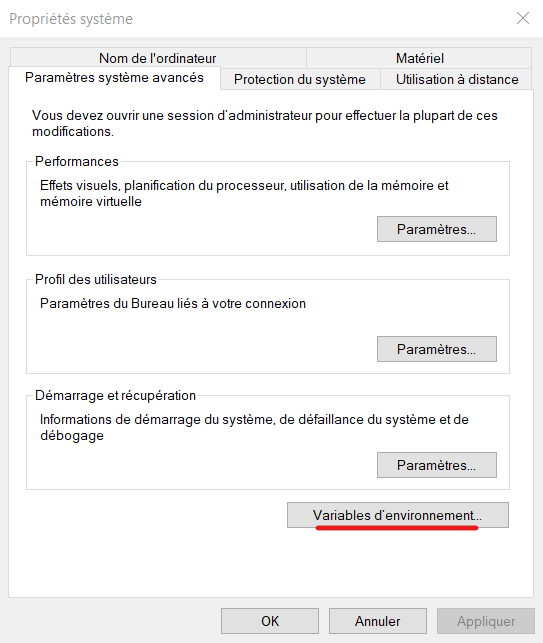 Propriétés système
Nom de l'ordinateur
Matériel
Paramètres système avancés
Protection du système
Utilisation à distance
Vous devez ouvrir une session d'administrateur pour effectuer la plupart de ces
modifications.
Performances
Effets visuels, planification du processeur, utilisation de la mémoire et
mémoire virtuelle
Paramètres...
Profil des utilisateurs
Paramètres du Bureau liés à votre connexion
Paramètres...
Démarrage et récupération
Informations de démarrage du système, de défaillance du système et de
débogage
Paramètres...
Variables d'environnement...
OK
Annuler
Appliquer